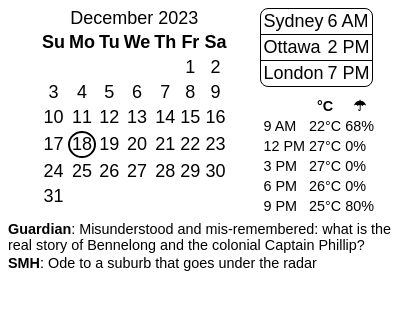 December 2023
Su Mo Tu We Th Fr Sa
1 2
3 4 5 6 7 8 9
10 11 12 13 14 15 16
17 18 19 20 21 22 23
24 25 26 27 28 29 30
31
Sydney 6 AM
Ottawa 2 PM
London 7 PM
°C ☂
9 AM 22°C 68%
12 PM 27°C 0%
3 PM 27°C 0%
6 PM 26°C 0%
9 PM 25°C 80%
Guardian: Misunderstood and mis-remembered: what is the
real story of Bennelong and the colonial Captain Phillip?
SMH: Ode to a suburb that goes under the radar